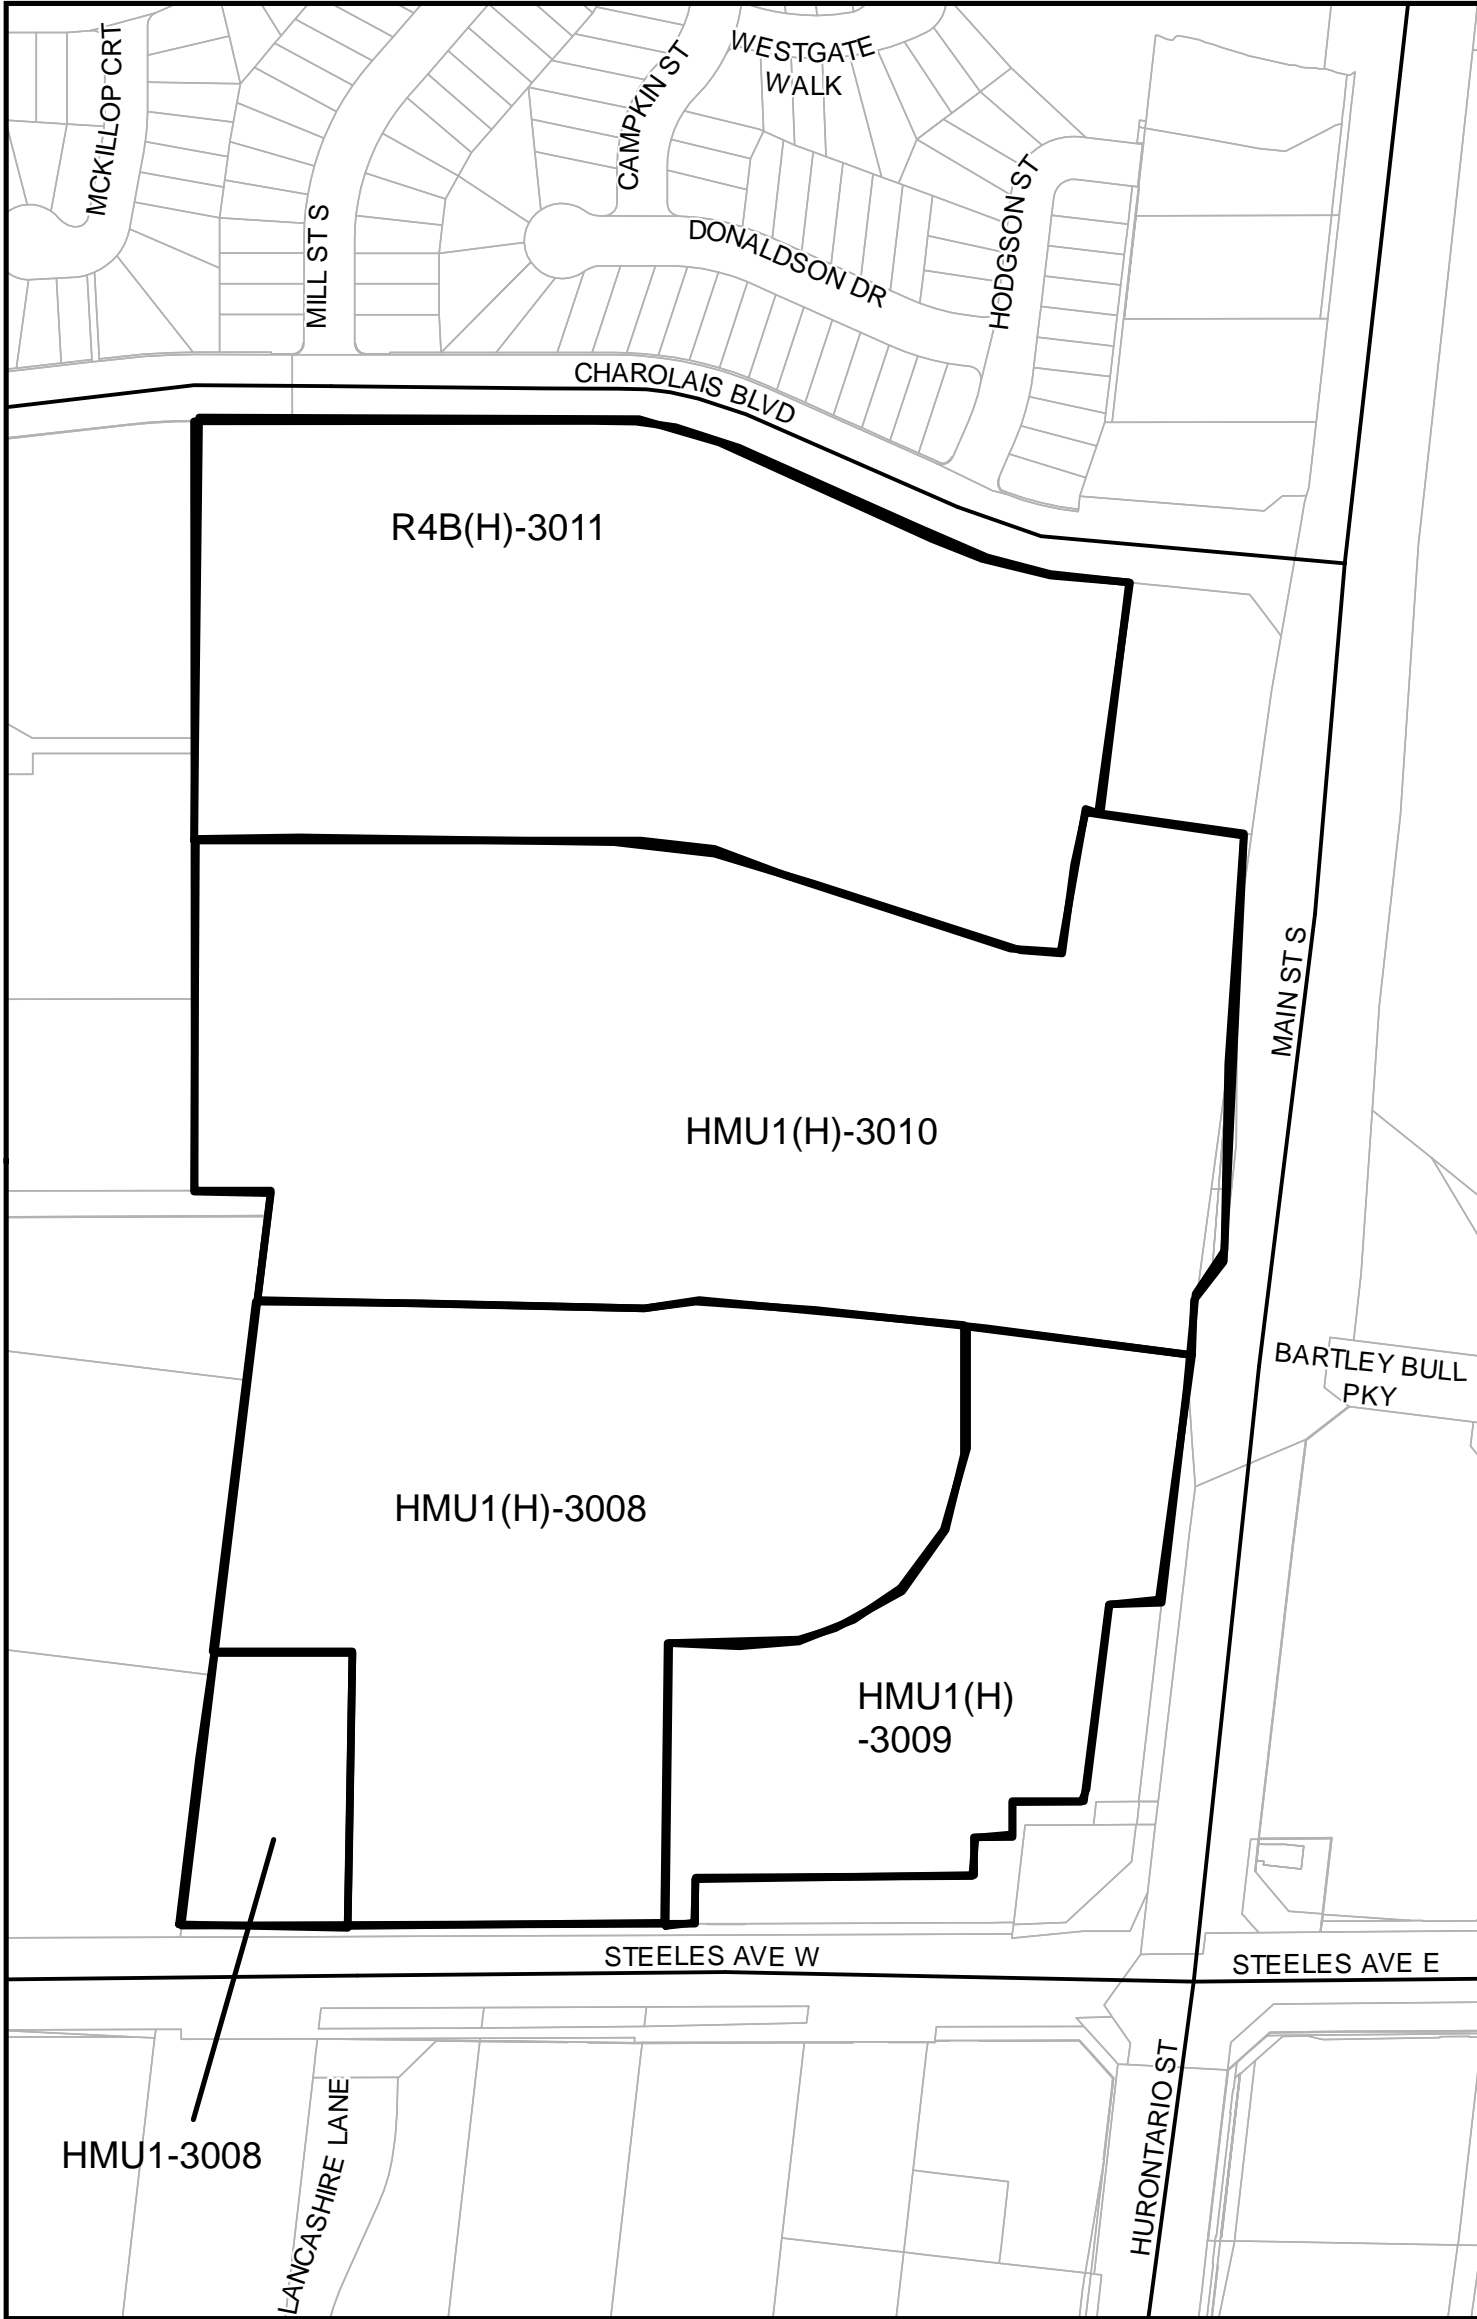 MCKILLOP CRT
MILL ST S
CAMPKIN ST
WESTGATE
WALK
DONALDSON DR
HODGSON ST
CHAROLAIS BLVD
R4B(H)-3011
MAIN ST S
HMU1(H)-3010
BARTLEY BULL
PKY
HMU1(H)-3008
HMU1(H)
-3009
STEELES AVE W
STEELES AVE E
HMU1-3008
LANCASHIRE LANE
HURONTARIO ST